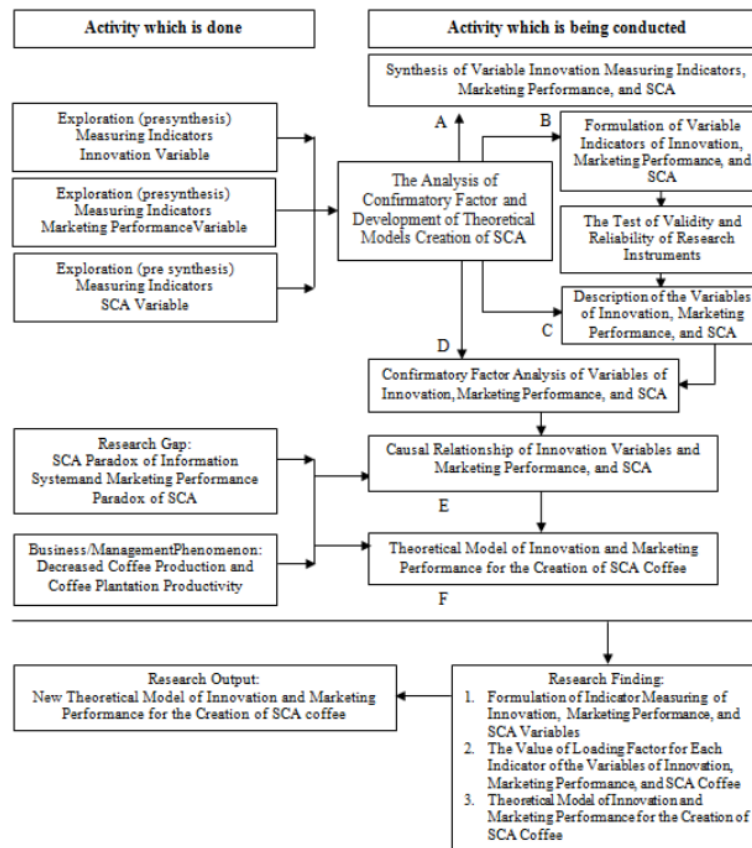 Activity which is done
Activity which is being conducted
Synthesis of Variable Innovation Measuring Indicators,
Marketing Performance, and SCA
A
B
Exploration (presynthesis)
Measuring Indicators
Innovation Variable
Formulation of Variable
Indicators of Innovation,
Marketing Performance, and
SCA
Exploration (presynthesis)
Measuring Indicators
Marketing PerformanceVariable
The Analysis of
Confirmatory Factor and
Development of Theoretical
Models Creation of SCA
The Test of Validity and
Reliability of Research
Instruments
Exploration (pre synthesis)
Measuring Indicators
SCA Variable
Description of the Variables
of Innovation, Marketing
Performance, and SCA
C
D
Confirmatory Factor Analysis of Variables of
Innovation, Marketing Performance, and SCA
Research Gap:
SCA Paradox of Information
Systemand Marketing Performance
Paradox of SCA
Causal Relationship of Innovation Variables and
Marketing Performance, and SCA
E
Business/ManagementPhenomenon:
Decreased Coffee Production and
Coffee Plantation Productivity
Theoretical Model of Innovation and Marketing
Performance for the Creation of SCA Coffee
F
Research Output:
New Theoretical Model of Innovation and Marketing
Performance for the Creation of SCA coffee
Research Finding:
1. Formulation of Indicator Measuring of
Innovation, Marketing Performance, and
SCA Variables
2. The Value of Loading Factor for Each
Indicator of the Variables of Innovation,
Marketing Performance, and SCA Coffee
3. Theoretical Model of Innovation and
Marketing Performance for the Creation of
SCA Coffee